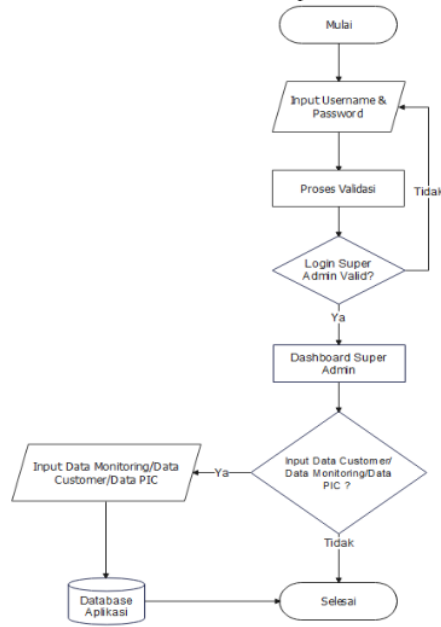 Mulai
Input Username &
Password
Proses Validasi
Tidak
Login Super
Admin Valid?
Ya
Dashboard Super
Admin
Input Data Monitoring/Data
Customer/Data PIC
Ya
Input Data Customer/
Data Monitoring/Data
PIC ?
Tidak
Database
Aplikasi
Selesai